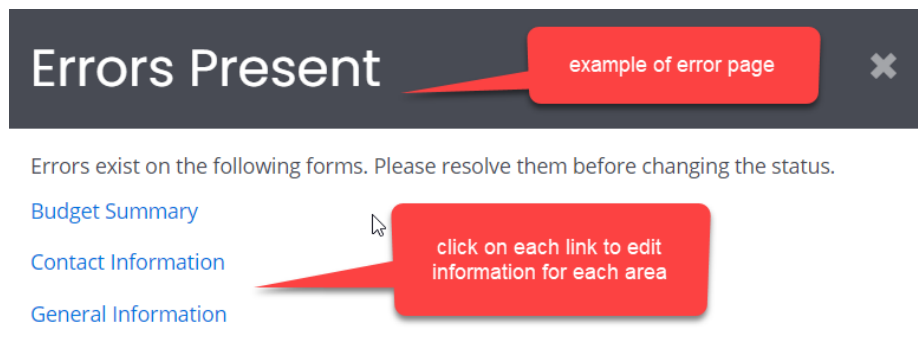 Errors Present
example of error page
Errors exist on the following forms. Please resolve them before changing the status.
Budget Summary
click on each link to edit
information for each area
Contact Information
General Information